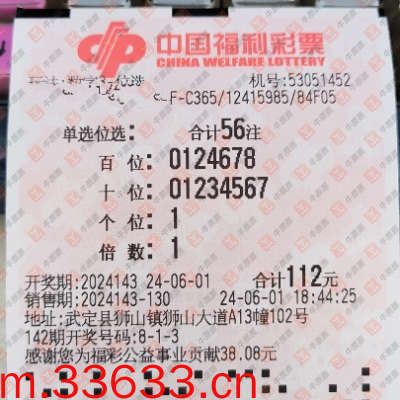 中国福利彩票
CHINA WELFARE LOTTERY
机号:53051452
F-C365/12415985/84F05
单选位选: 合计56注
百 位:0124678
十 位:01234567
个 位:1
倍 数:1
开奖期:2024143 24-06-01 合计112元
销售期:2024143-130 24-06-01 18:44:25
地址:武定县狮山镇狮山大道A13幢102号
142期开奖号码:8-1-3
感谢您为福彩公益事业贡献38.08元
m.33633.cn